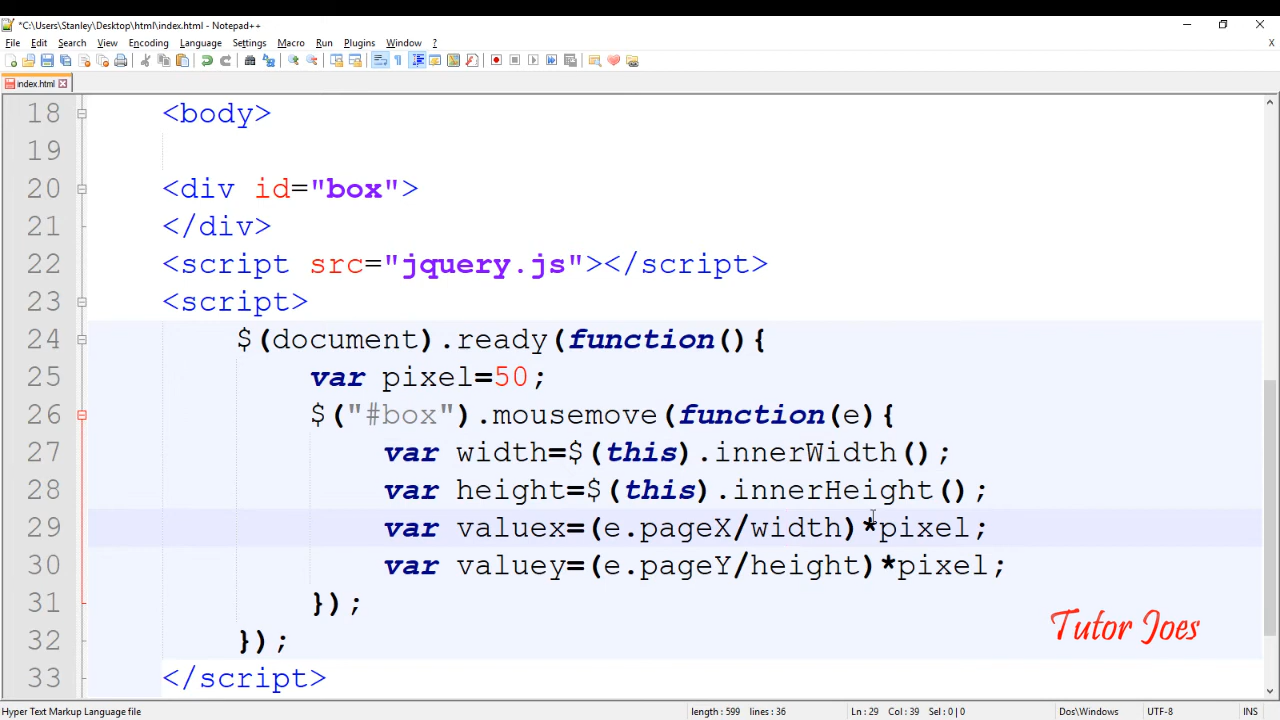 *C:\Users\Stanley\Desktop\html\index.html - Notepad++
File Edit Search View Encoding Language Settings Macro Run Plugins Window ? X
index.html
18 <body>
19
20 <div id="box">
21 </div>
22 <script src="jquery.js"></script>
23 <script>
24 $(document).ready(function(){
25 var pixel=50;
26 $("#box").mousemove(function(e){
27 var width=$(this).innerWidth();
28 var height=$(this).innerHeight();
29 var valuex=(e.pageX/width)*pixel;
30 var valuey=(e.pageY/height)*pixel;
31 });
32 });
33 </script>
Tutor Joes
Hyper Text Markup Language file length : 599 lines : 36 Ln : 29 Col : 39 Sel : 0 | 0 Dos\Windows UTF-8 INS